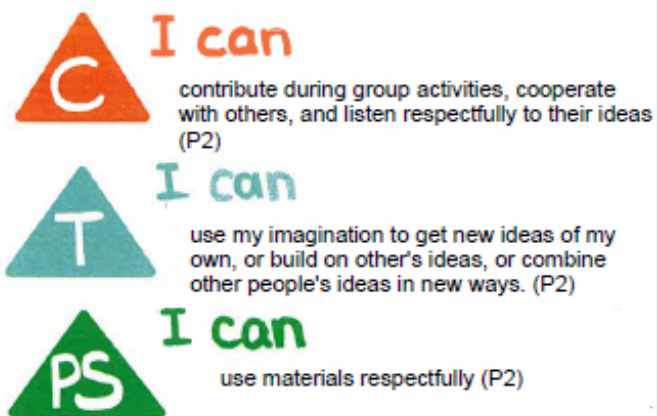 C I can
contribute during group activities, cooperate
with others, and listen respectfully to their ideas
(P2)
T I can
use my imagination to get new ideas of my
own, or build on other's ideas, or combine
other people's ideas in new ways. (P2)
PS I can
use materials respectfully (P2)